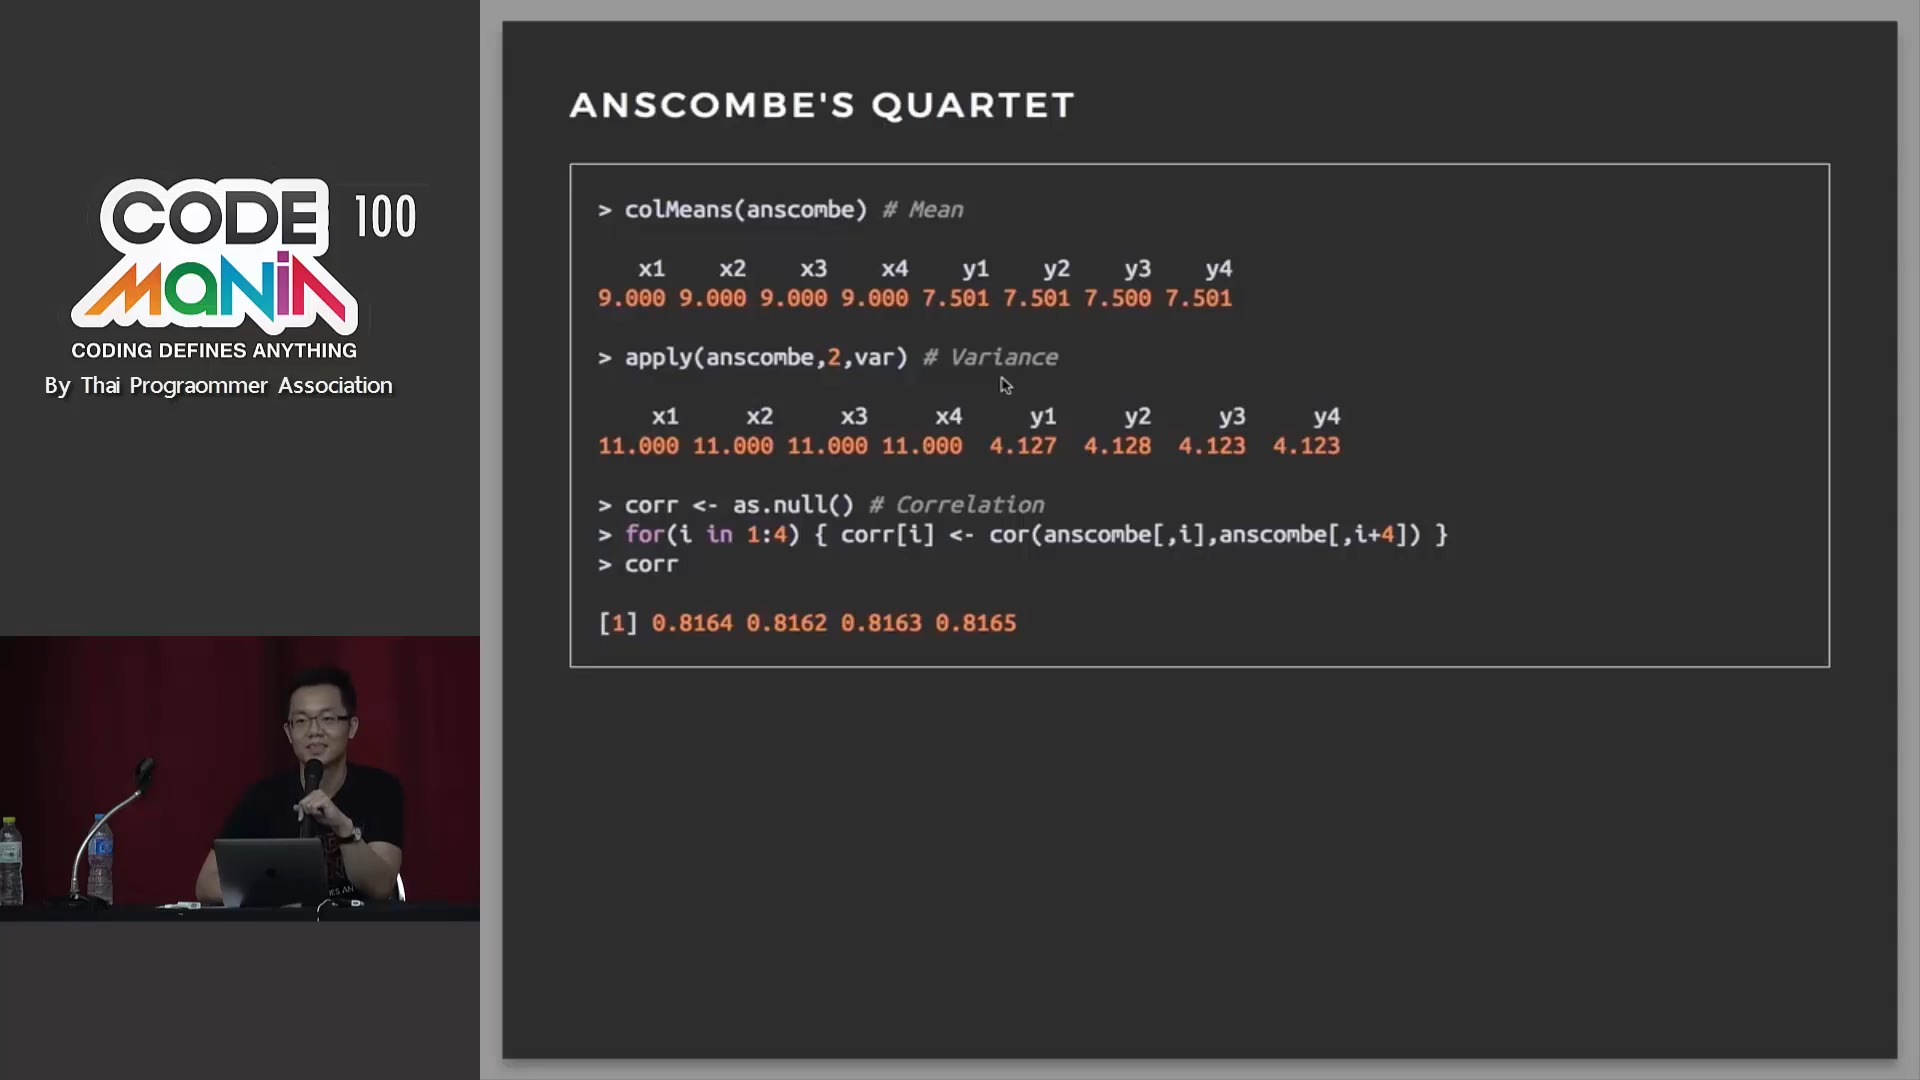 CODE 100
MANIA
CODING DEFINES ANYTHING
By Thai Prograommer Association
ANSCOMBE'S QUARTET
> colMeans(anscombe) # Mean
x1 x2 x3 x4 y1 y2 y3 y4
9.000 9.000 9.000 9.000 7.501 7.501 7.500 7.501
> apply(anscombe,2,var) # Variance
x1 x2 x3 x4 y1 y2 y3 y4
11.000 11.000 11.000 11.000 4.127 4.128 4.123 4.123
> corr <- as.null() # Correlation
> for(i in 1:4) { corr[i] <- cor(anscombe[,i],anscombe[,i+4]) }
> corr
[1] 0.8164 0.8162 0.8163 0.8165